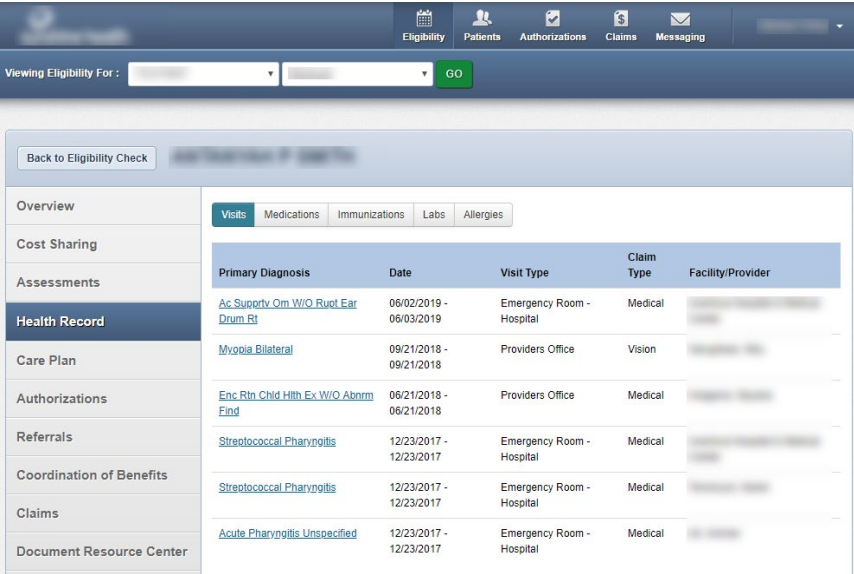 Eligibility Patients Authorizations Claims Messaging
Viewing Eligibility For : GO
Back to Eligibility Check
Overview
Cost Sharing
Assessments
Health Record
Care Plan
Authorizations
Referrals
Coordination of Benefits
Claims
Document Resource Center
Visits Medications Immunizations Labs Allergies
Primary Diagnosis Date Visit Type Claim Type Facility/Provider
Ac Supprtv Om W/O Rupt Ear 06/02/2019 - Emergency Room - Medical
Drum Rt 06/03/2019 Hospital
Myopia Bilateral 09/21/2018 - Providers Office Vision
09/21/2018
Enc Rtn Chld Hlth Ex W/O Abnrm 06/21/2018 - Providers Office Medical
Find 06/21/2018
Streptococcal Pharyngitis 12/23/2017 - Emergency Room - Medical
12/23/2017 Hospital
Streptococcal Pharyngitis 12/23/2017 - Emergency Room - Medical
12/23/2017 Hospital
Acute Pharyngitis Unspecified 12/23/2017 - Emergency Room - Medical
12/23/2017 Hospital